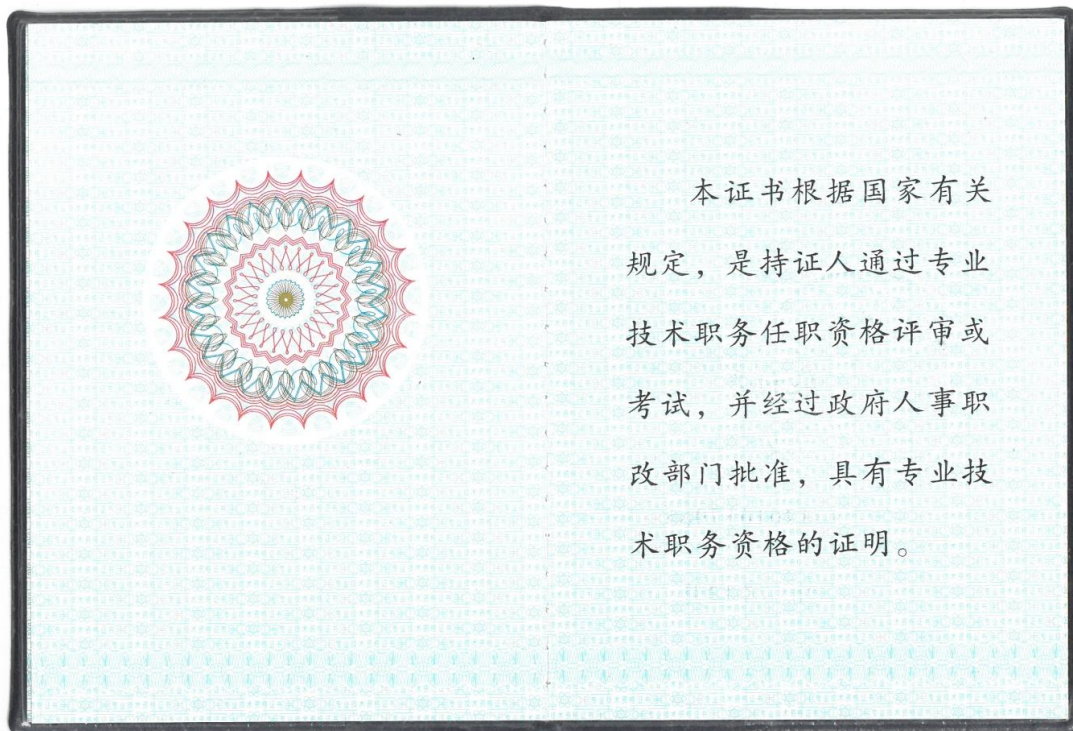 本证书根据国家有关
规定，是持证人通过专业
技术职务任职资格评审或
考试，并经过政府人事职
改部门批准，具有专业技
术职务资格的证明。